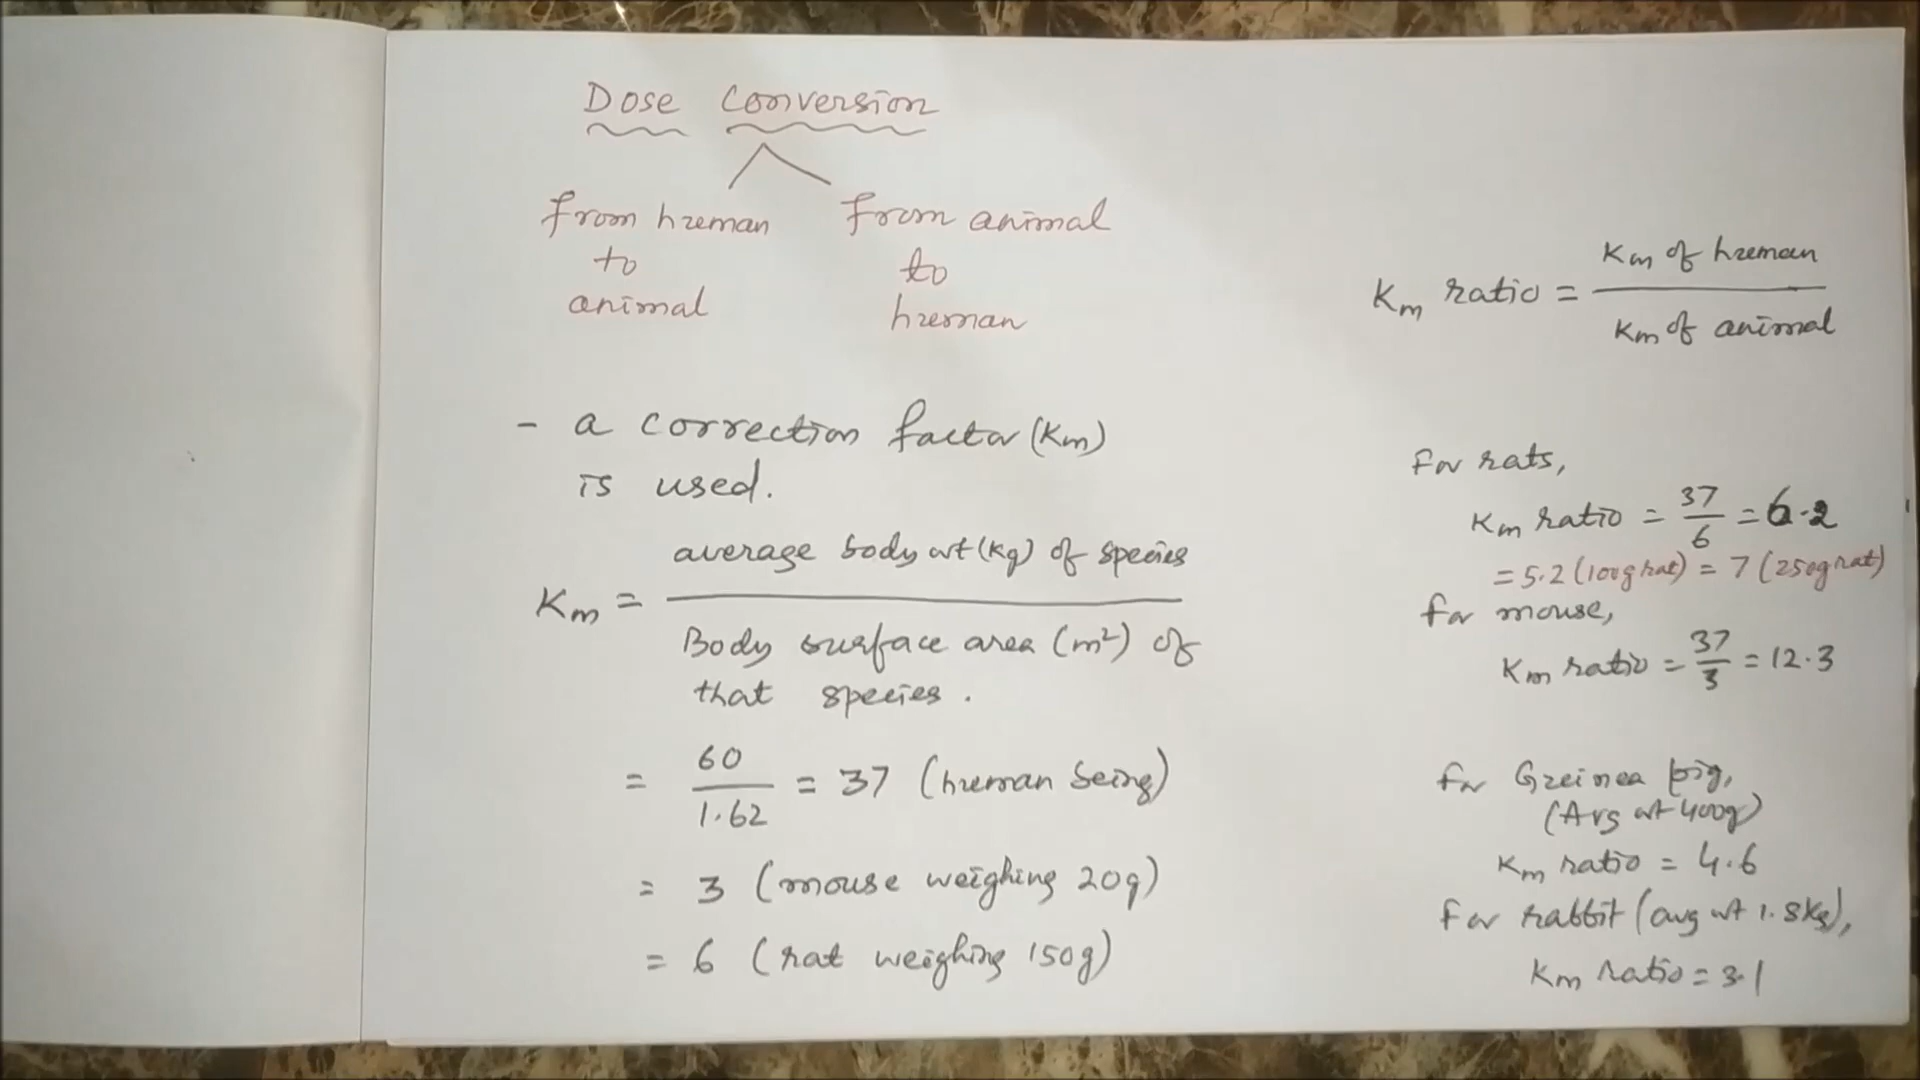 Dose Conversion
from human
to
animal
from animal
to
human
- a correction factor (Km)
is used.
Km = average body wt (Kg) of species
Body surface area (m²) of
that species.
= 60
1.62
= 37 (human being)
= 3 (mouse weighing 20g)
= 6 (rat weighing 150g)
Km ratio = Km of human
Km of animal
For rats,
Km ratio = 37/6 = 6.2
= 5.2 (100g rat) = 7 (250g rat)
for mouse,
Km ratio = 37/3 = 12.3
for Guinea pig,
(Avg wt 400g)
Km ratio = 4.6
For rabbit (avg wt 1.8Kg),
Km ratio = 3.1